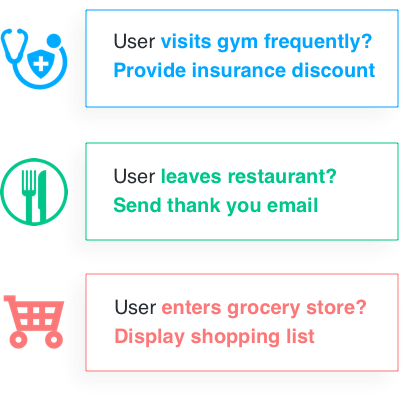 User visits gym frequently?
Provide insurance discount
User leaves restaurant?
Send thank you email
User enters grocery store?
Display shopping list